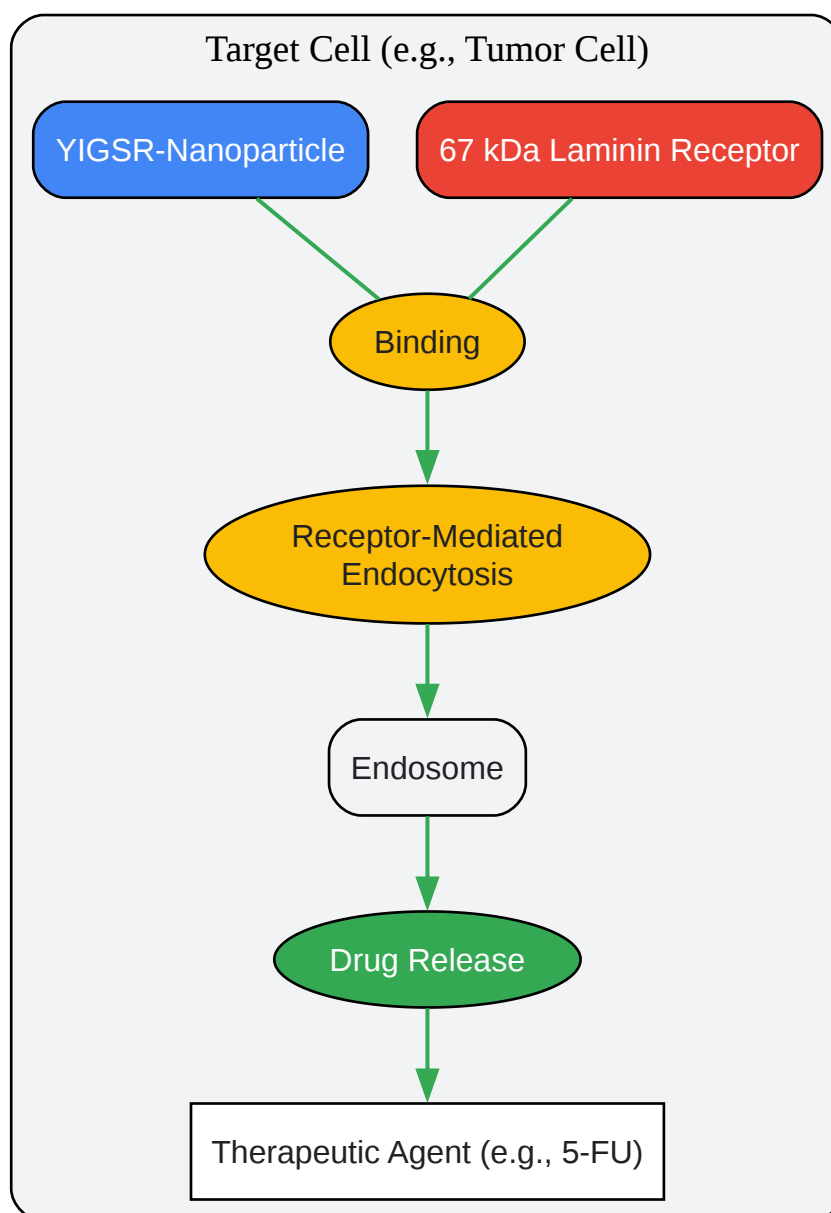 Target Cell (e.g., Tumor Cell)
YIGSR-Nanoparticle
67 kDa Laminin Receptor
Binding
Receptor-Mediated
Endocytosis
Endosome
Drug Release
Therapeutic Agent (e.g., 5-FU)